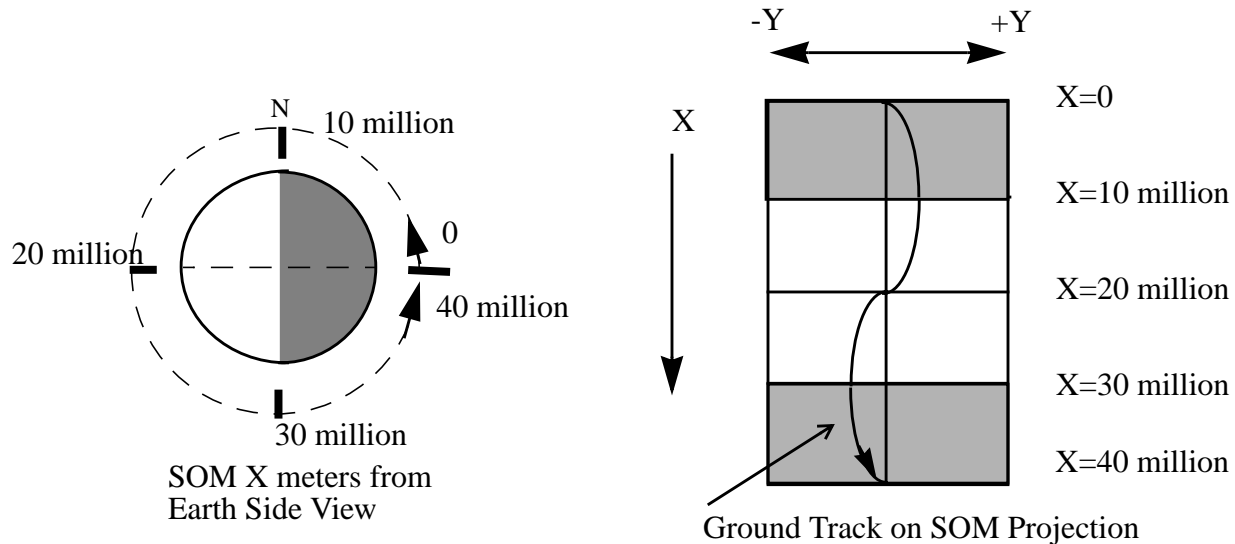 N
10 million
20 million
0
40 million
30 million
SOM X meters from
Earth Side View
-Y
+Y
X
X=0
X=10 million
X=20 million
X=30 million
X=40 million
Ground Track on SOM Projection